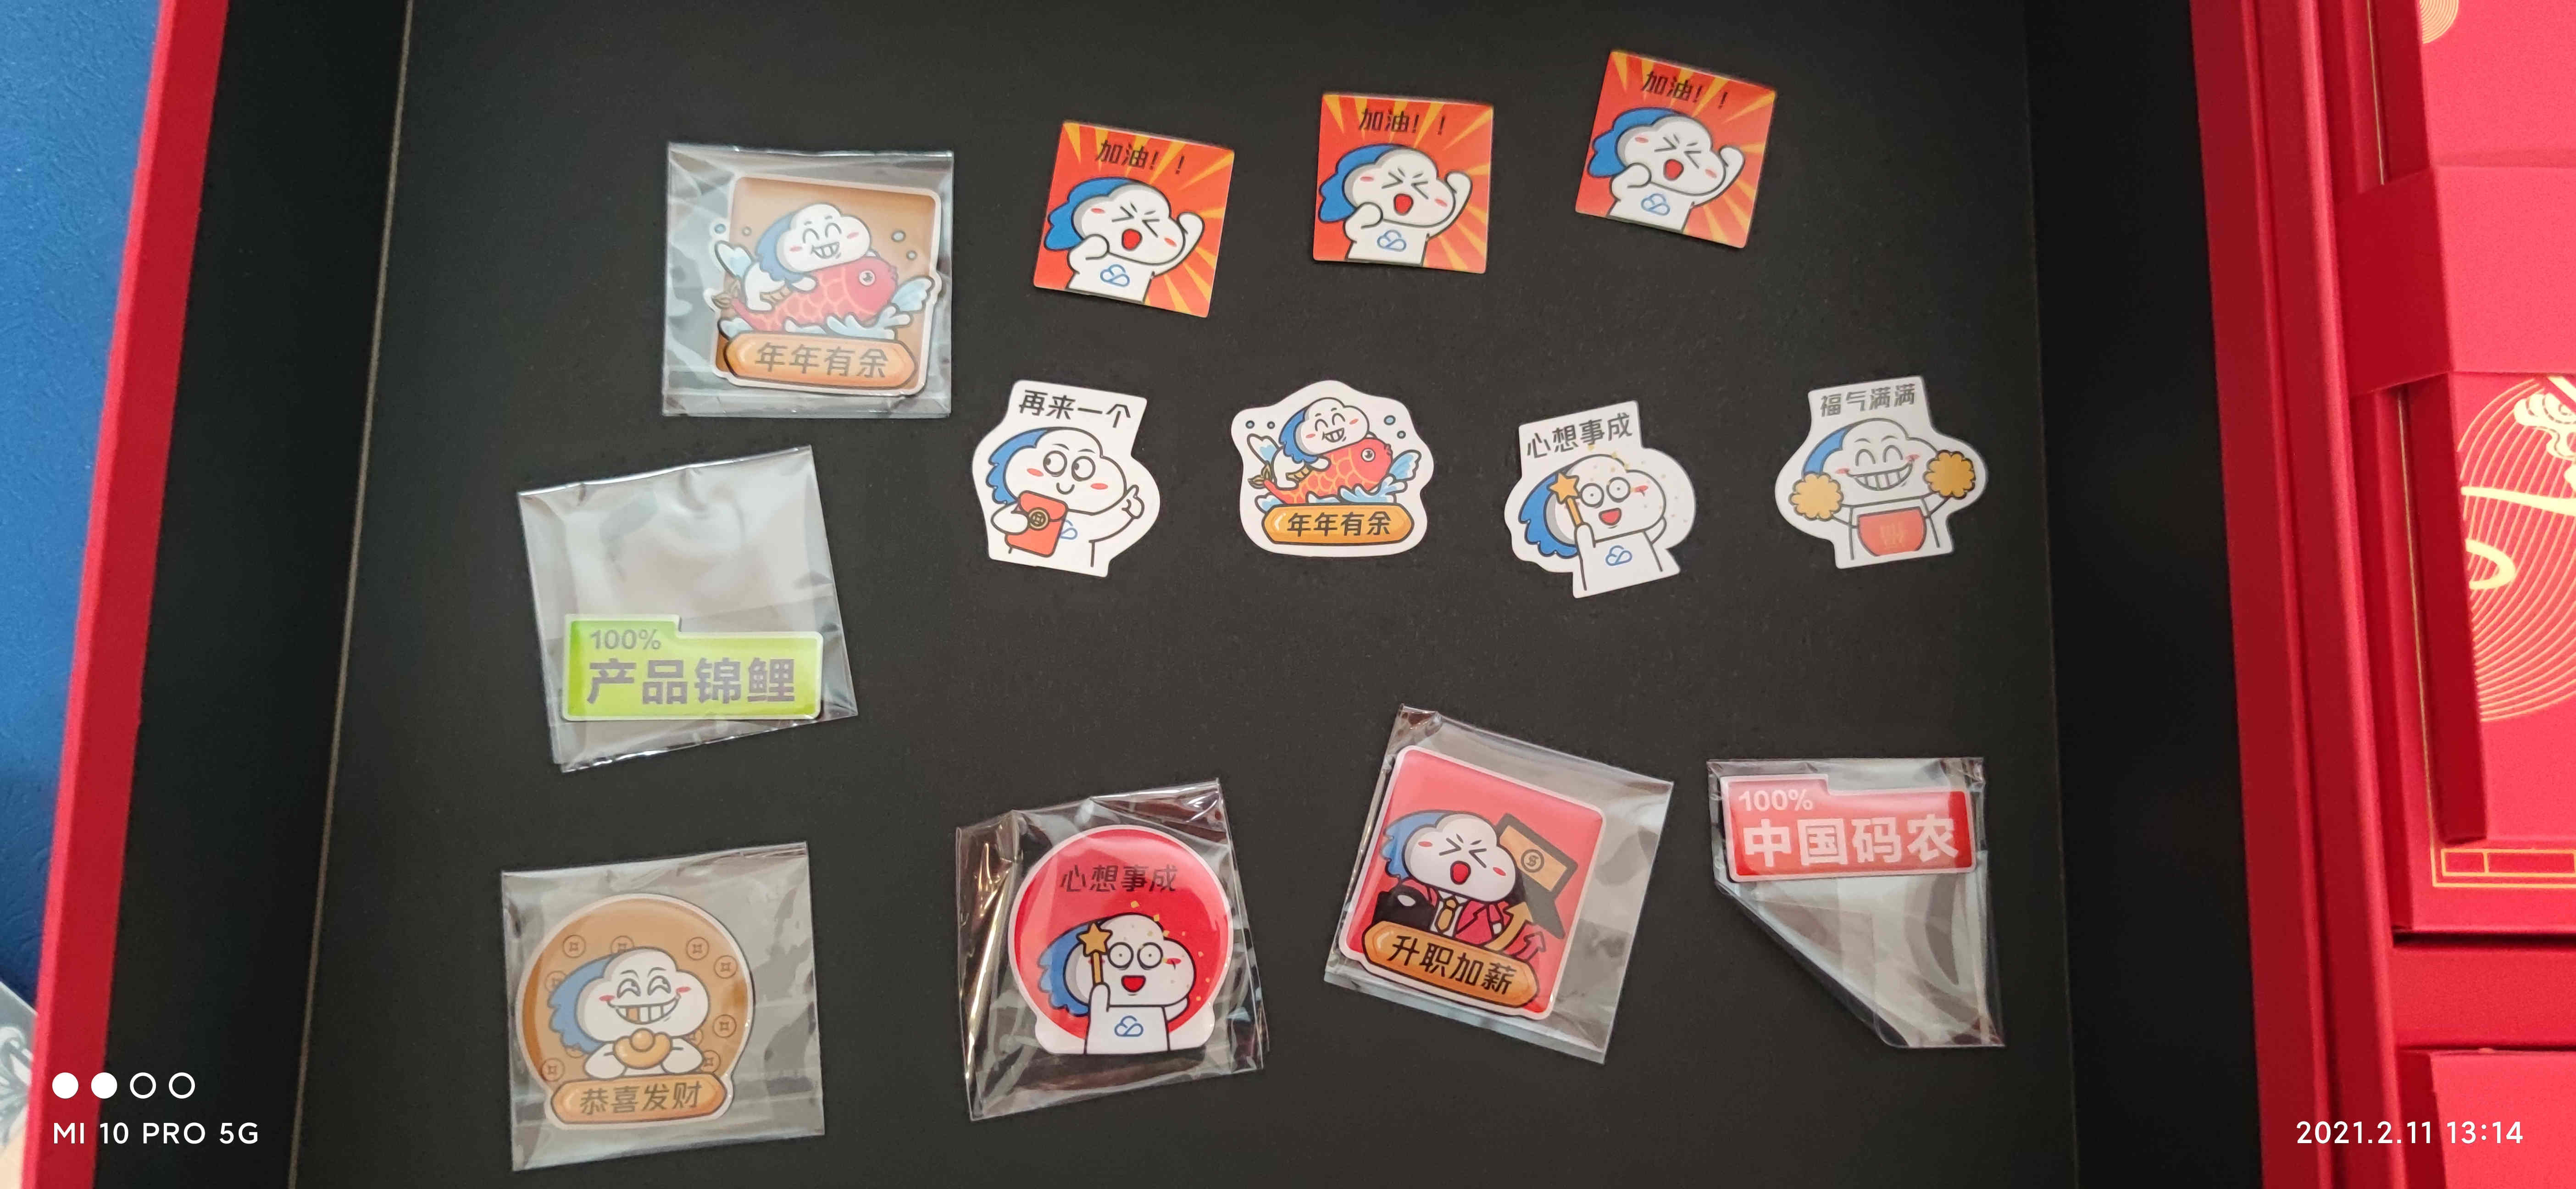 加油！！
加油！！
加油！！
年年有余
再来一个
年年有余
心想事成
福气满满
100%
产品锦鲤
100%
中国码农
心想事成
升职加薪
恭喜发财
MI 10 PRO 5G
2021.2.11 13:14